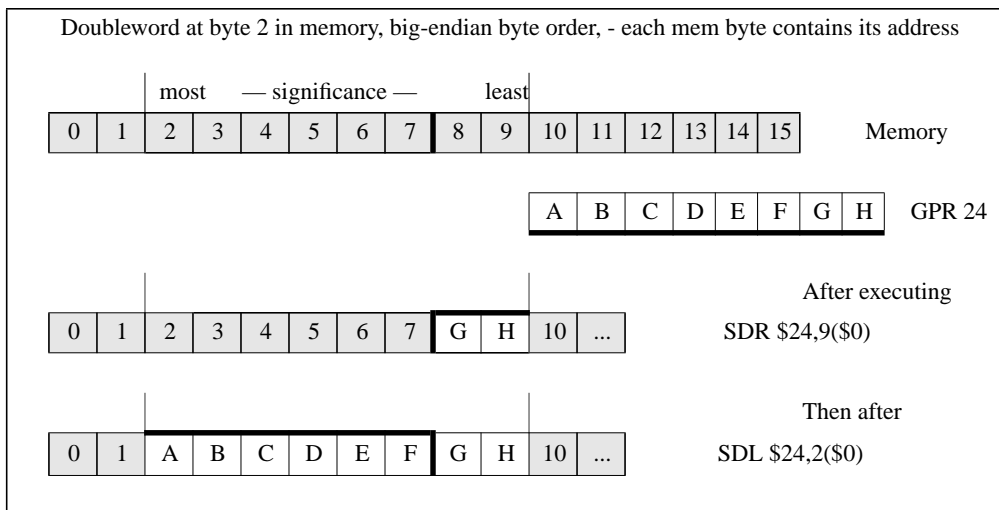 Doubleword at byte 2 in memory, big-endian byte order, - each mem byte contains its address
most — significance — least
0 1 2 3 4 5 6 7 8 9 10 11 12 13 14 15 Memory
A B C D E F G H GPR 24
After executing
0 1 2 3 4 5 6 7 G H 10 ... SDR $24,9($0)
Then after
0 1 A B C D E F G H 10 ... SDL $24,2($0)